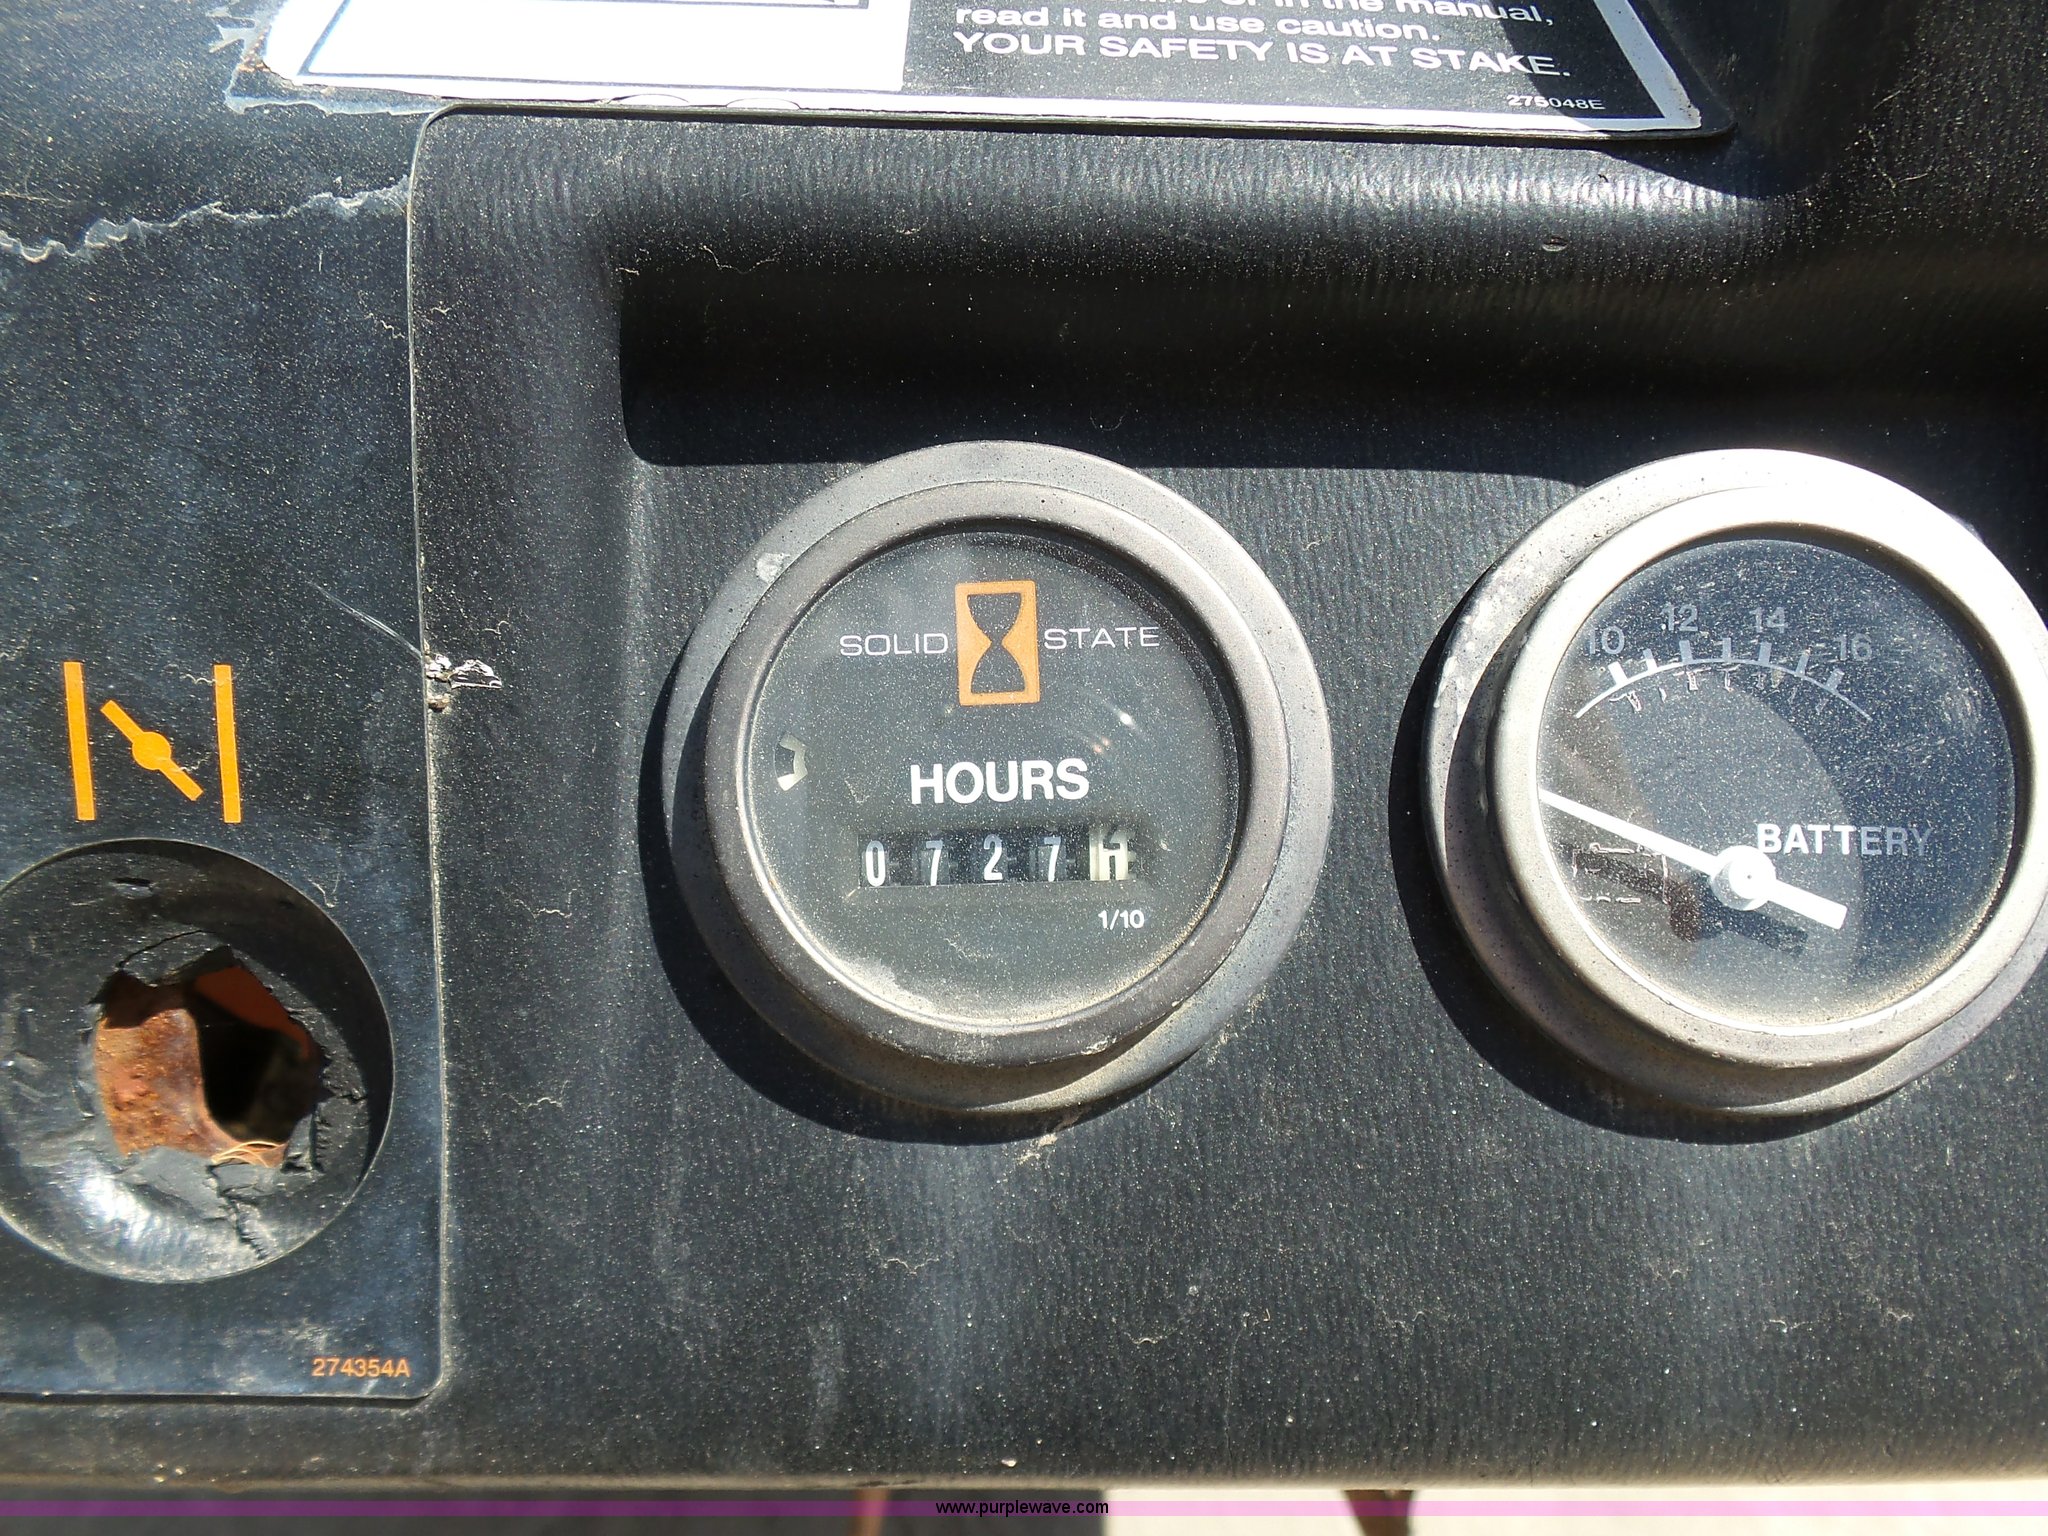 manual,
read it and use caution.
YOUR SAFETY IS AT STAKE.
275048E
SOLID STATE
HOURS
0727
1/10
10 12 14 16
BATTERY
274354A
www.purplewave.com